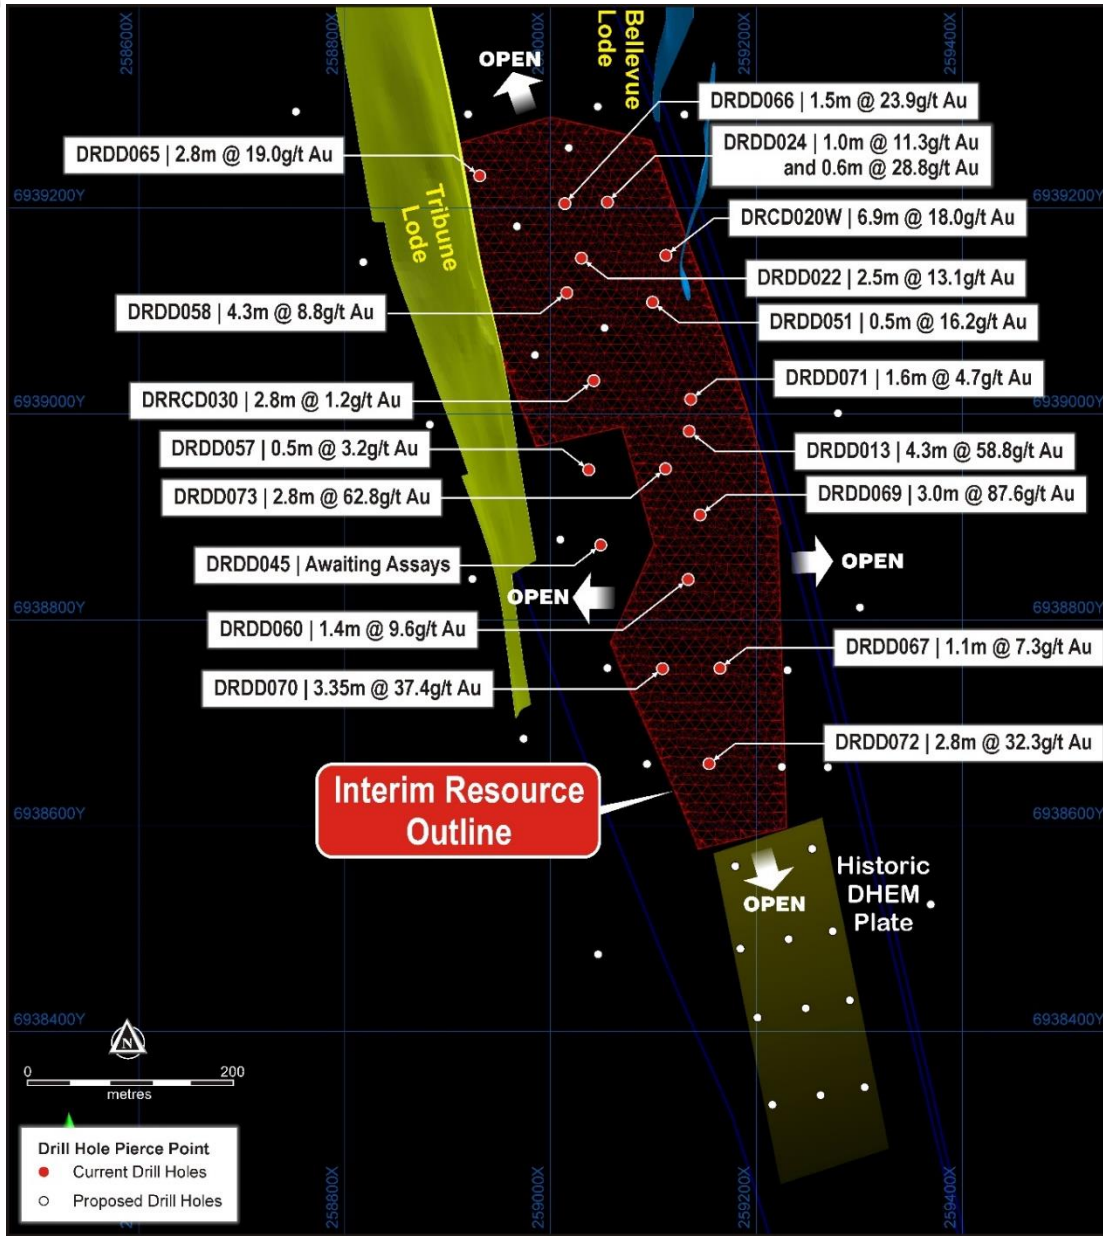 258600X
258800X
259000X
259200X
259400X
OPEN
Bellevue
Lode
DRDD066 | 1.5m @ 23.9g/t Au
DRDD065 | 2.8m @ 19.0g/t Au
DRDD024 | 1.0m @ 11.3g/t Au
and 0.6m @ 28.8g/t Au
6939200Y
6939200Y
Tribune
Lode
DRCD020W | 6.9m @ 18.0g/t Au
DRDD022 | 2.5m @ 13.1g/t Au
DRDD058 | 4.3m @ 8.8g/t Au
DRDD051 | 0.5m @ 16.2g/t Au
DRDD071 | 1.6m @ 4.7g/t Au
DRRCD030 | 2.8m @ 1.2g/t Au
6939000Y
6939000Y
DRDD057 | 0.5m @ 3.2g/t Au
DRDD013 | 4.3m @ 58.8g/t Au
DRDD073 | 2.8m @ 62.8g/t Au
DRDD069 | 3.0m @ 87.6g/t Au
DRDD045 | Awaiting Assays
OPEN
OPEN
6938800Y
6938800Y
DRDD060 | 1.4m @ 9.6g/t Au
DRDD067 | 1.1m @ 7.3g/t Au
DRDD070 | 3.35m @ 37.4g/t Au
DRDD072 | 2.8m @ 32.3g/t Au
Interim Resource
Outline
6938600Y
6938600Y
OPEN
Historic
DHEM
Plate
6938400Y
6938400Y
N
0 200
metres
Drill Hole Pierce Point
Current Drill Holes
Proposed Drill Holes
258600X
258800X
259000X
259200X
259400X